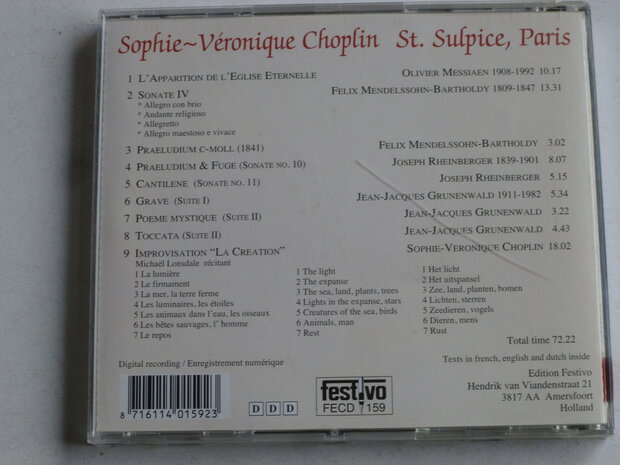 Sophie~Véronique Choplin St. Sulpice, Paris
1 L'Apparition de l'Eglise Eternelle Olivier Messiaen 1908-1992 10.17
2 Sonate IV Felix Mendelssohn-Bartholdy 1809-1847 13.31
* Allegro con brio
* Andante religioso
* Allegretto
* Allegro maestoso e vivace
3 Praeludium c-moll (1841) Felix Mendelssohn-Bartholdy 3.02
4 Praeludium & Fuge (Sonate no. 10) Joseph Rheinberger 1839-1901 8.07
5 Cantilene (Sonate no. 11) Joseph Rheinberger 5.15
6 Grave (Suite I) Jean-Jacques Grunenwald 1911-1982 5.34
7 Poeme mystique (Suite II) Jean-Jacques Grunenwald 3.22
8 Toccata (Suite II) Jean-Jacques Grunenwald 4.43
9 Improvisation "La Creation" Sophie-Veronique Choplin 18.02
Michaël Lonsdale récitant
1 La lumière 1 The light 1 Het licht
2 Le firmament 2 The expanse 2 Het uitspansel
3 La mer, la terre ferme 3 The sea, land, plants, trees 3 Zee, land, planten, bomen
4 Les luminaires, les étoiles 4 Lights in the expanse, stars 4 Lichten, sterren
5 Les animaux dans l'eau, les oiseaux 5 Creatures of the sea, birds 5 Zeedieren, vogels
6 Les bêtes sauvages, l' homme 6 Animals, man 6 Dieren, mens
7 Le repos 7 Rest 7 Rust
Total time 72.22
Digital recording / Enregistrement numérique Texts in french, english and dutch inside
Edition Festivo
Hendrik van Viandenstraat 21
3817 AA Amersfoort
Holland
8 716114 015923
D D D
festivo
FECD 159